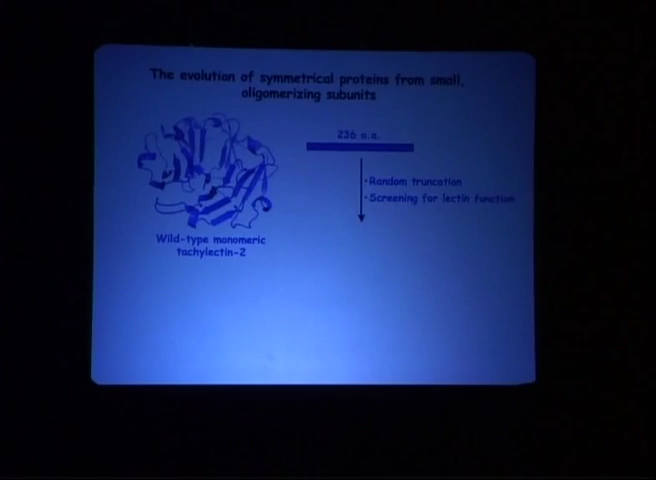 The evolution of symmetrical proteins from small,
oligomerizing subunits
236 a.a.
•Random truncation
•Screening for lectin function
Wild-type monomeric
tachylectin-2